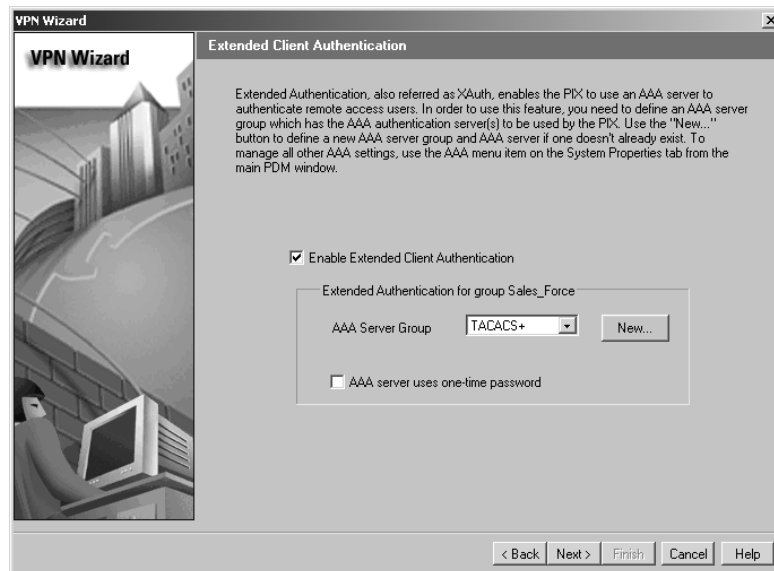 VPN Wizard
VPN Wizard
Extended Client Authentication
Extended Authentication, also referred as XAuth, enables the PIX to use an AAA server to
authenticate remote access users. In order to use this feature, you need to define an AAA server
group which has the AAA authentication server(s) to be used by the PIX. Use the "New..."
button to define a new AAA server group and AAA server if one doesn't already exist. To
manage all other AAA settings, use the AAA menu item on the System Properties tab from the
main PDM window.
Enable Extended Client Authentication
Extended Authentication for group Sales_Force
AAA Server Group TACACS+ New...
AAA server uses one-time password
< Back Next > Finish Cancel Help